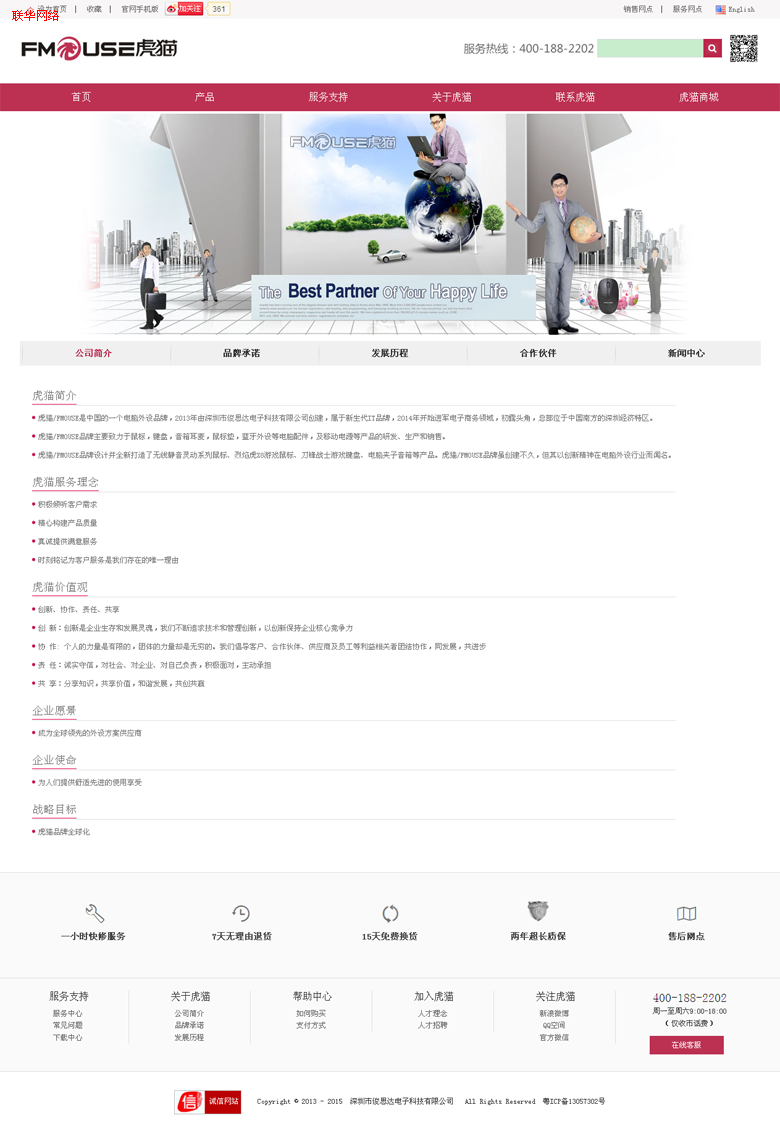 联华网络
设为首页 | 收藏 | 官网手机版 加关注 361 销售网点 | 服务网点 English
FMOUSE虎猫 服务热线：400-188-2202
首页 产品 服务支持 关于虎猫 联系虎猫 虎猫商城
FMOUSE虎猫
The Best Partner Of Your Happy Life
公司简介 品牌承诺 发展历程 合作伙伴 新闻中心
虎猫简介
虎猫/FMOUSE是中国的一个电脑外设品牌，2013年由深圳市俊思达电子科技有限公司创建，属于新生代IT品牌，2014年开始进军电子商务领域，初露头角，总部位于中国南方的深圳经济特区。
虎猫/FMOUSE品牌主要致力于鼠标，键盘，音箱耳麦，鼠标垫，蓝牙外设等电脑配件，及移动电源等产品的研发、生产和销售。
虎猫/FMOUSE品牌设计并全新打造了无线静音灵动系列鼠标、烈焰虎X8游戏鼠标、刀锋战士游戏键盘、电脑夹子音箱等产品。虎猫/FMOUSE品牌虽创建不久，但其以创新精神在电脑外设行业而闻名。
虎猫服务理念
积极倾听客户需求
精心构建产品质量
真诚提供满意服务
时刻铭记为客户服务是我们存在的唯一理由
虎猫价值观
创新、协作、责任、共享
创 新：创新是企业生存和发展灵魂，我们不断追求技术和管理创新，以创新保持企业核心竞争力
协 作: 个人的力量是有限的，团体的力量却是无穷的。我们倡导客户、合作伙伴、供应商及员工等利益相关者团结协作，同发展，共进步
责 任：诚实守信，对社会、对企业、对自己负责，积极面对，主动承担
共 享：分享知识，共享价值，和谐发展，共创共赢
企业愿景
成为全球领先的外设方案供应商
企业使命
为人们提供舒适先进的使用享受
战略目标
虎猫品牌全球化
一小时快修服务 7天无理由退货 15天免费换货 两年超长质保 售后网点
服务支持 关于虎猫 帮助中心 加入虎猫 关注虎猫 400-188-2202
服务中心 公司简介 如何购买 人才理念 新浪微博 周一至周六9:00-18:00
常见问题 品牌承诺 支付方式 人才招聘 QQ空间 （仅收市话费）
下载中心 发展历程 官方微信 在线客服
信 诚信网站 Copyright © 2013 - 2015 深圳市俊思达电子科技有限公司 All Rights Reserved 粤ICP备13057302号